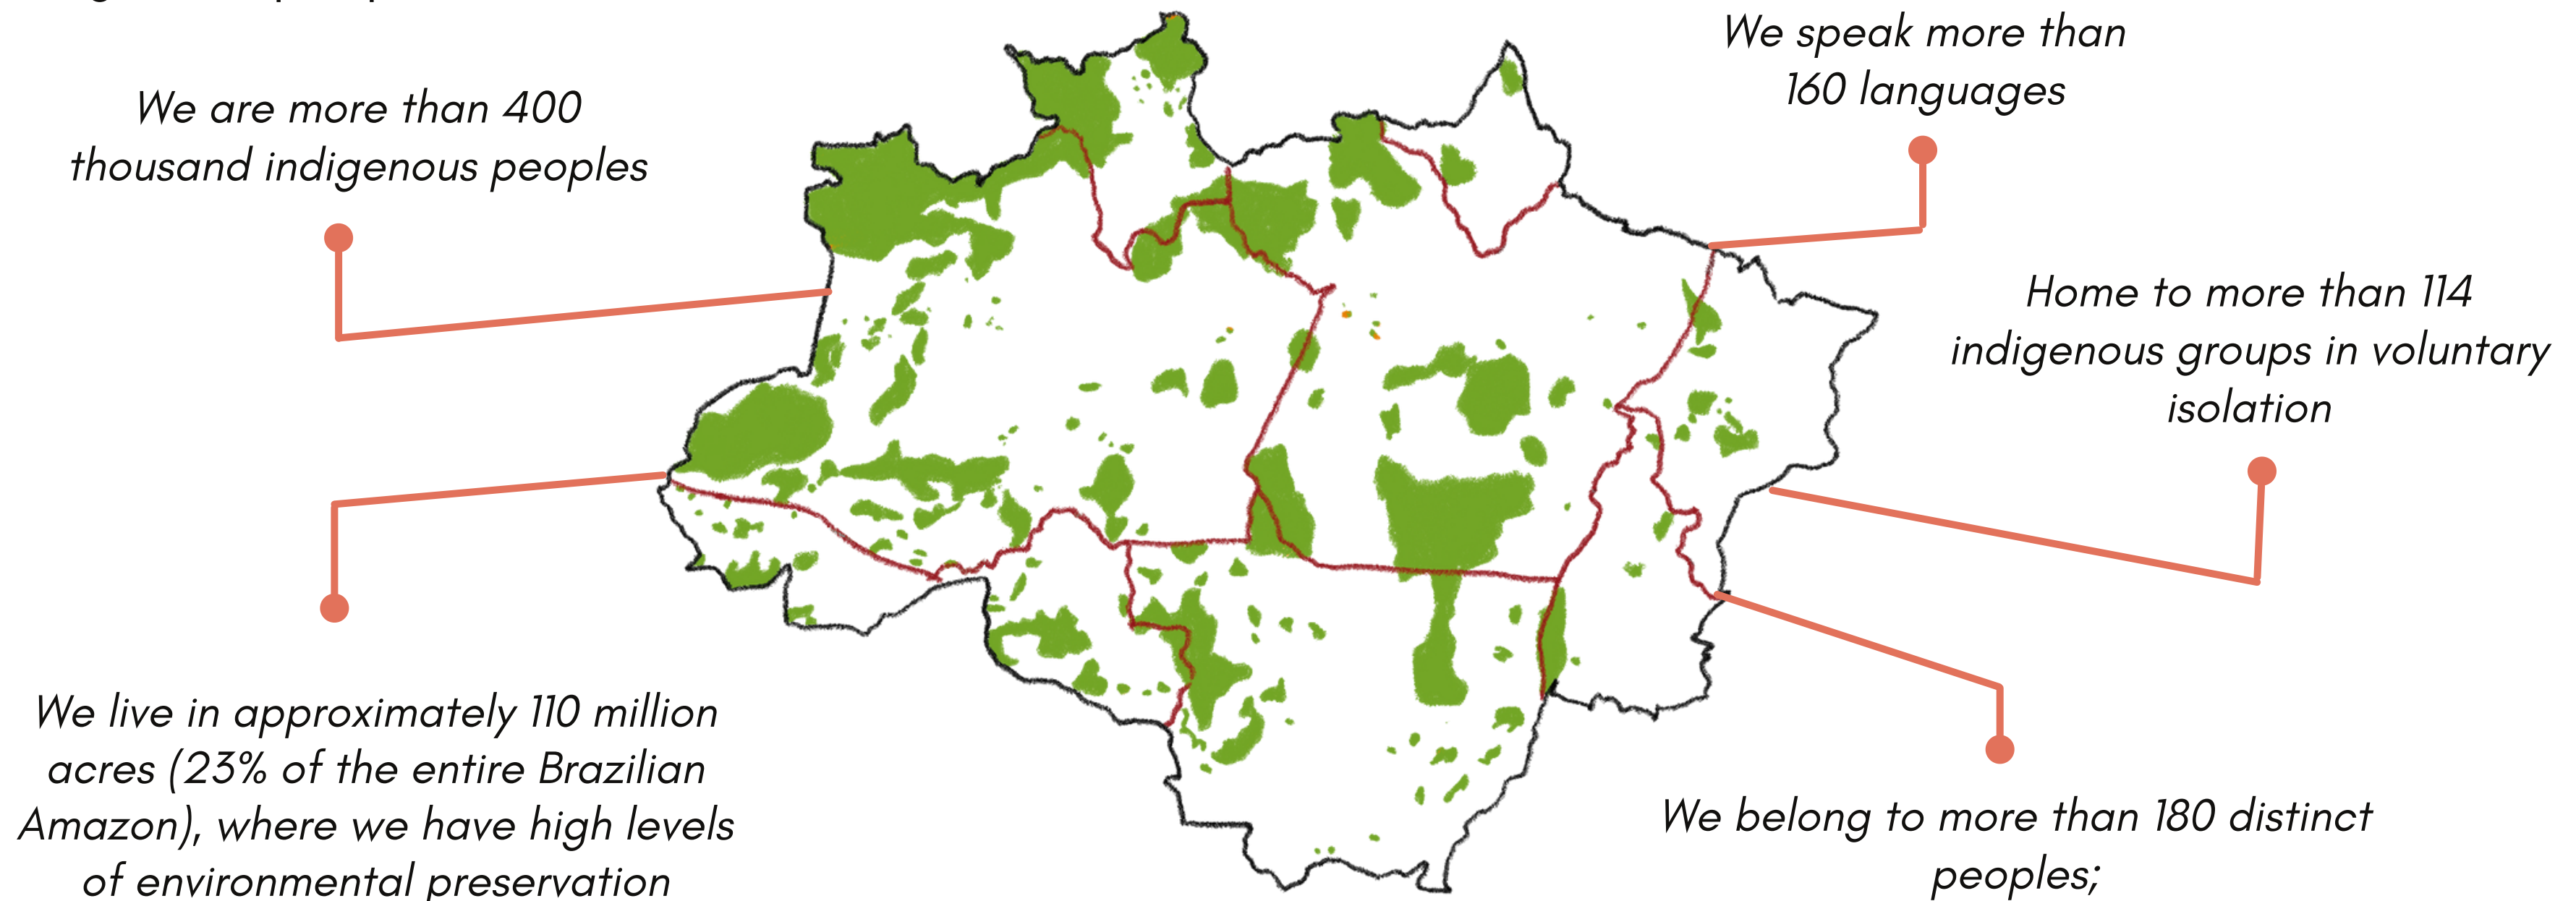 We are more than 400
thousand indigenous peoples
We speak more than
160 languages
Home to more than 114
indigenous groups in voluntary
isolation
We live in approximately 110 million
acres (23% of the entire Brazilian
Amazon), where we have high levels
of environmental preservation
We belong to more than 180 distinct
peoples;